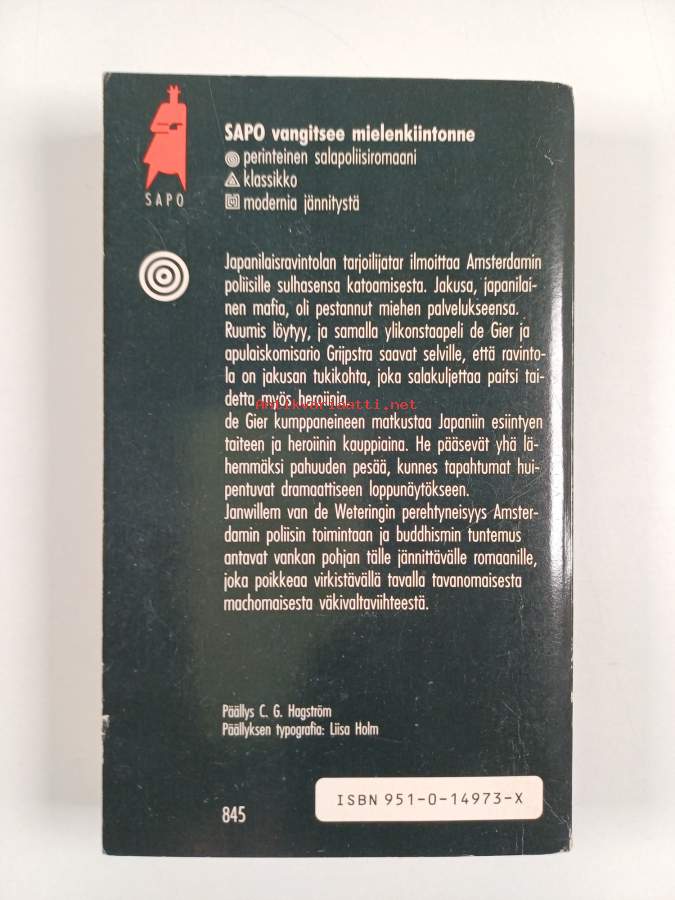 SAPO vangitsee mielenkiintonne
perinteinen salapoliisiromaani
klassikko
modernia jännitystä
SAPO
Japanilaisravintolan tarjoilijatar ilmoittaa Amsterdamin
poliisille sulhasensa katoamisesta. Jakusa, japanilai-
nen mafia, oli pestannut miehen palvelukseensa.
Ruumis löytyy, ja samalla ylikonstaapeli de Gier ja
apulaiskomisario Grijpstra saavat selville, että ravinto-
la on jakusan tukikohta, joka salakuljettaa paitsi tai-
detta myös heroiinia.
Antikvariaatti.net
de Gier kumppaneineen matkustaa Japaniin esiintyen
taiteen ja heroiinin kauppiaina. He pääsevät yhä lä-
hemmäksi pahuuden pesää, kunnes tapahtumat hui-
pentuvat dramaattiseen loppunäytökseen.
Janwillem van de Weteringin perehtyneisyys Amster-
damin poliisin toimintaan ja buddhismin tuntemus
antavat vankan pohjan tälle jännittävälle romaanille,
joka poikkeaa virkistävällä tavalla tavanomaisesta
machomaisesta väkivaltaviihteestä.
Päällys C. G. Hagström
Päällyksen typografia: Liisa Holm
845
ISBN 951-0-14973-X